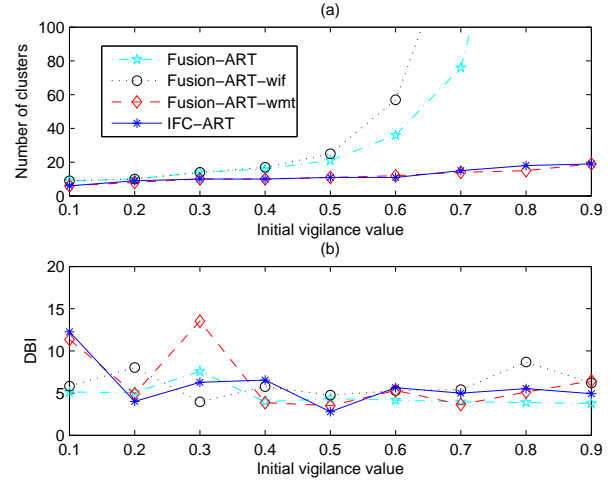 (a)
100
80
60
40
20
0
Number of clusters
Fusion−ART
Fusion−ART−wif
Fusion−ART−wmt
IFC−ART
0.1 0.2 0.3 0.4 0.5 0.6 0.7 0.8 0.9
Initial vigilance value
(b)
20
15
10
5
0
DBI
0.1 0.2 0.3 0.4 0.5 0.6 0.7 0.8 0.9
Initial vigilance value